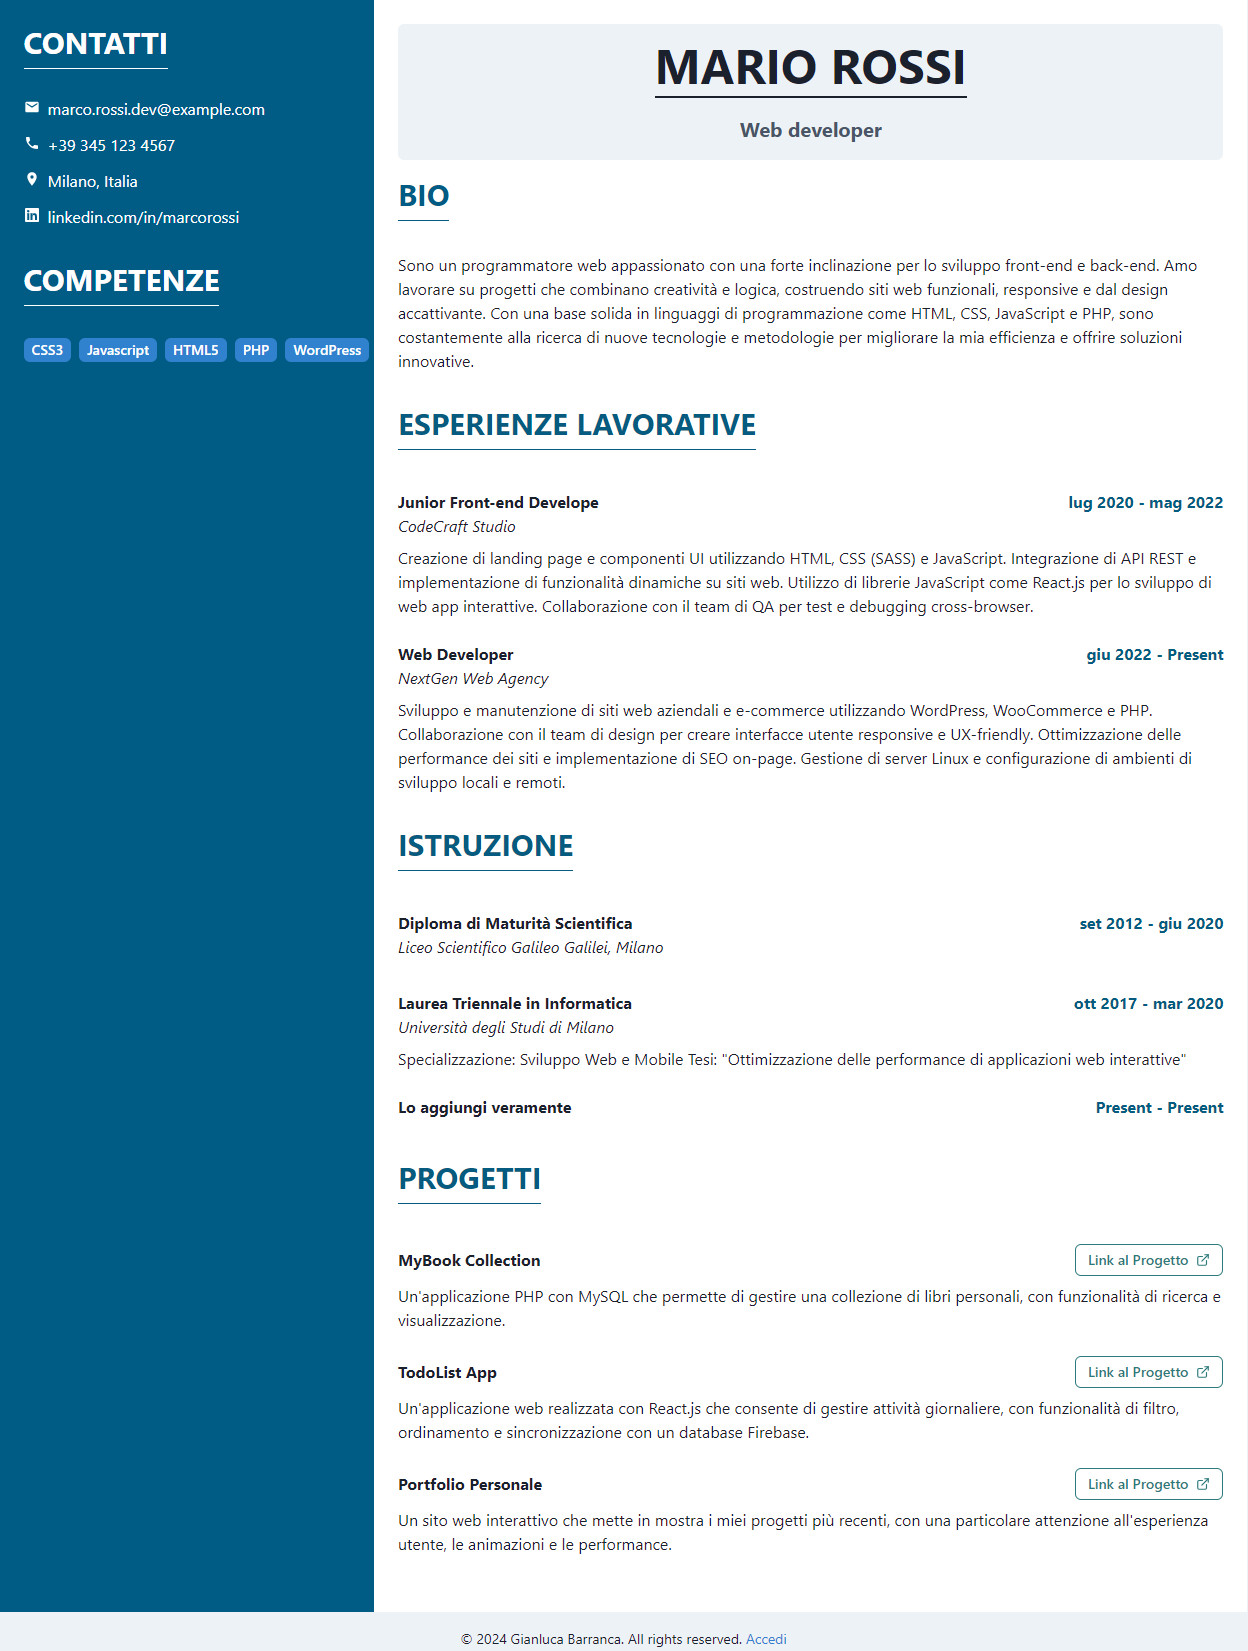 CONTATTI
marco.rossi.dev@example.com
+39 345 123 4567
Milano, Italia
linkedin.com/in/marcorossi
COMPETENZE
CSS3 Javascript HTML5 PHP WordPress
MARIO ROSSI
Web developer
BIO
Sono un programmatore web appassionato con una forte inclinazione per lo sviluppo front-end e back-end. Amo
lavorare su progetti che combinano creatività e logica, costruendo siti web funzionali, responsive e dal design
accattivante. Con una base solida in linguaggi di programmazione come HTML, CSS, JavaScript e PHP, sono
costantemente alla ricerca di nuove tecnologie e metodologie per migliorare la mia efficienza e offrire soluzioni
innovative.
ESPERIENZE LAVORATIVE
Junior Front-end Develope lug 2020 - mag 2022
CodeCraft Studio
Creazione di landing page e componenti UI utilizzando HTML, CSS (SASS) e JavaScript. Integrazione di API REST e
implementazione di funzionalità dinamiche su siti web. Utilizzo di librerie JavaScript come React.js per lo sviluppo di
web app interattive. Collaborazione con il team di QA per test e debugging cross-browser.
Web Developer giu 2022 - Present
NextGen Web Agency
Sviluppo e manutenzione di siti web aziendali e e-commerce utilizzando WordPress, WooCommerce e PHP.
Collaborazione con il team di design per creare interfacce utente responsive e UX-friendly. Ottimizzazione delle
performance dei siti e implementazione di SEO on-page. Gestione di server Linux e configurazione di ambienti di
sviluppo locali e remoti.
ISTRUZIONE
Diploma di Maturità Scientifica set 2012 - giu 2020
Liceo Scientifico Galileo Galilei, Milano
Laurea Triennale in Informatica ott 2017 - mar 2020
Università degli Studi di Milano
Specializzazione: Sviluppo Web e Mobile Tesi: "Ottimizzazione delle performance di applicazioni web interattive"
Lo aggiungi veramente Present - Present
PROGETTI
MyBook Collection Link al Progetto
Un'applicazione PHP con MySQL che permette di gestire una collezione di libri personali, con funzionalità di ricerca e
visualizzazione.
TodoList App Link al Progetto
Un'applicazione web realizzata con React.js che consente di gestire attività giornaliere, con funzionalità di filtro,
ordinamento e sincronizzazione con un database Firebase.
Portfolio Personale Link al Progetto
Un sito web interattivo che mette in mostra i miei progetti più recenti, con una particolare attenzione all'esperienza
utente, le animazioni e le performance.
© 2024 Gianluca Barranca. All rights reserved. Accedi